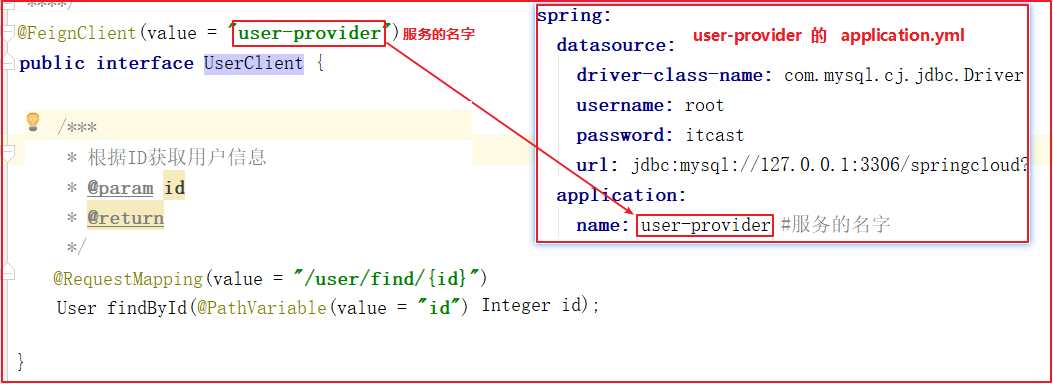 ****/
@FeignClient(value = "user-provider")服务的名字
public interface UserClient {
/***
* 根据ID获取用户信息
* @param id
* @return
*/
@RequestMapping(value = "/user/find/{id}")
User findById(@PathVariable(value = "id") Integer id);
}
spring:
user-provider 的 application.yml
datasource:
driver-class-name: com.mysql.cj.jdbc.Driver
username: root
password: itcast
url: jdbc:mysql://127.0.0.1:3306/springcloud?
application:
name: user-provider #服务的名字